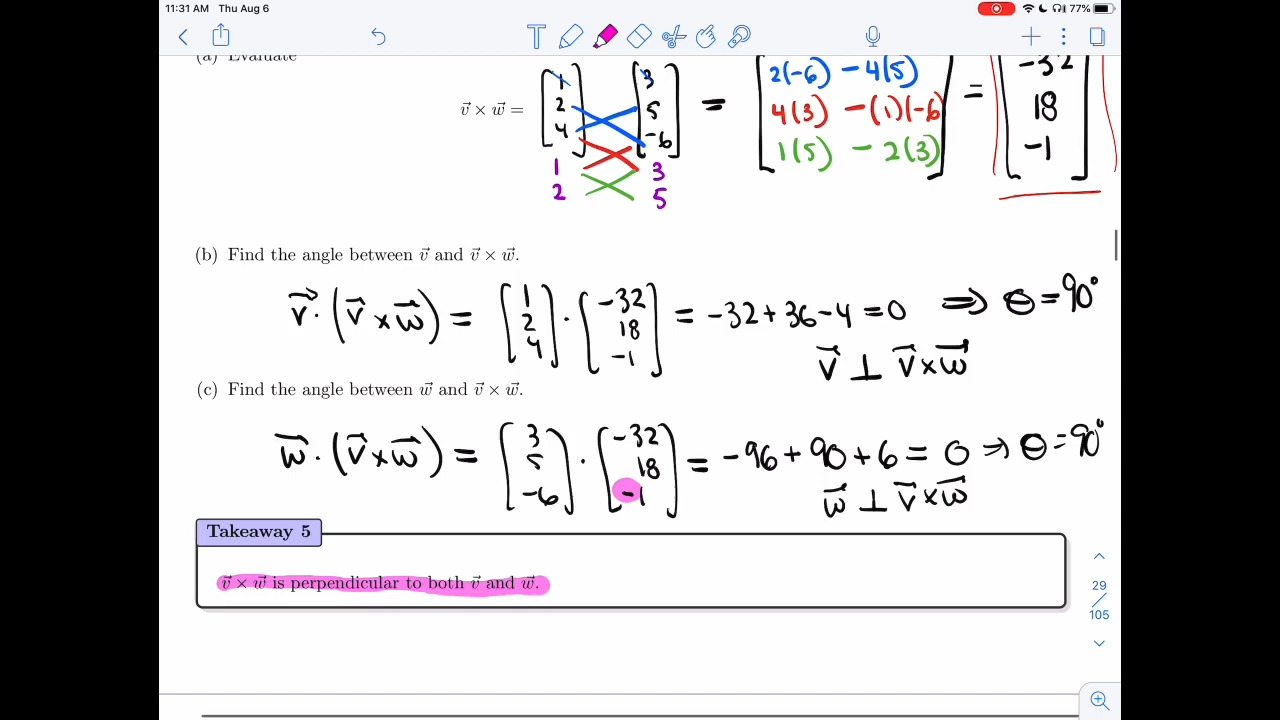 11:31 AM Thu Aug 6
77%
(a) Evaluate
v⃗ × w⃗ = [1 2 4] [3 5 -6] = [2(-6) - 4(5) 4(3) - (1)(-6) 1(5) - 2(3)] = [-32 18 -1]
1 3
2 5
(b) Find the angle between v⃗ and v⃗ × w⃗.
v⃗ · (v⃗ × w⃗) = [1 2 4] · [-32 18 -1] = -32 + 36 - 4 = 0 ⟹ θ = 90°
v⃗ ⊥ v⃗ × w⃗
(c) Find the angle between w⃗ and v⃗ × w⃗.
w⃗ · (v⃗ × w⃗) = [3 5 -6] · [-32 18 -1] = -96 + 90 + 6 = 0 ⟹ θ = 90°
w⃗ ⊥ v⃗ × w⃗
Takeaway 5
v⃗ × w⃗ is perpendicular to both v⃗ and w⃗.
29
/
105